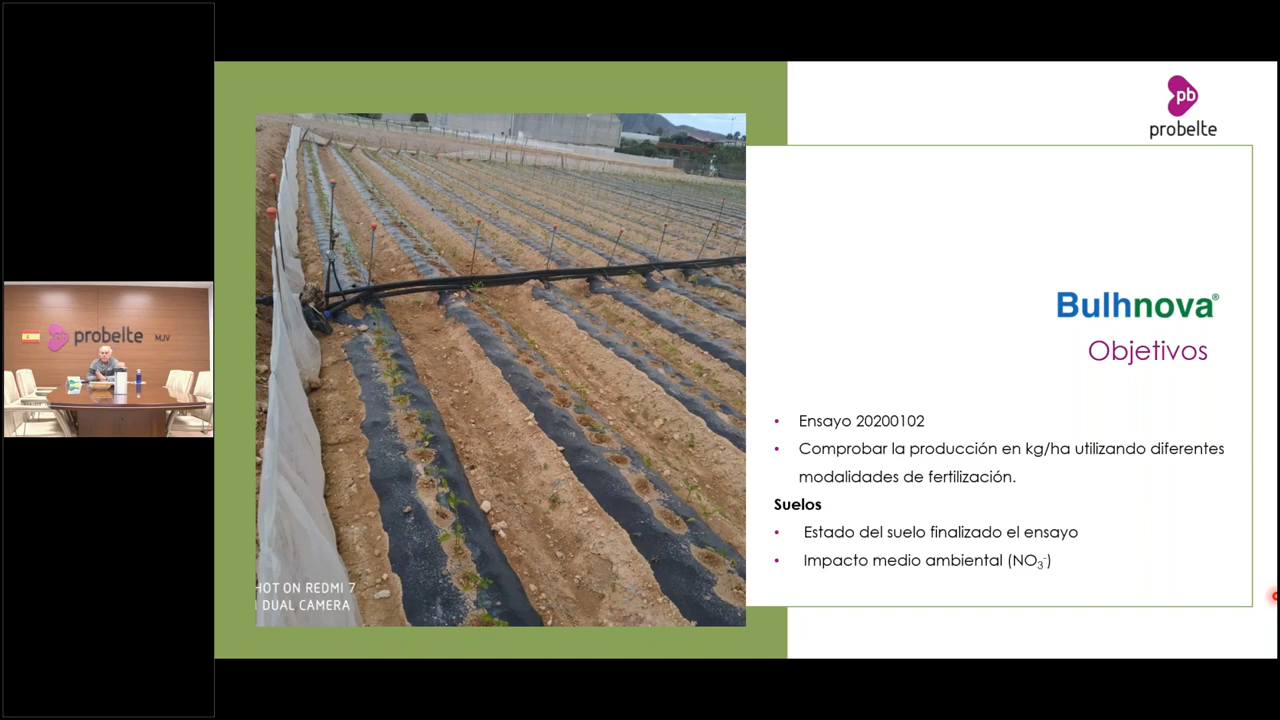 probelte
MJV
pb
probelte
Bulhnova®
Objetivos
• Ensayo 20200102
• Comprobar la producción en kg/ha utilizando diferentes
modalidades de fertilización.
Suelos
• Estado del suelo finalizado el ensayo
• Impacto medio ambiental (NO₃⁻)
HOT ON REDMI 7
DUAL CAMERA